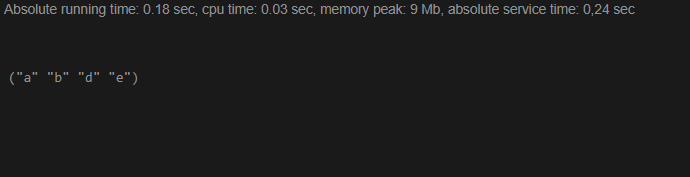 Absolute running time: 0.18 sec, cpu time: 0.03 sec, memory peak: 9 Mb, absolute service time: 0,24 sec
("a" "b" "d" "e")